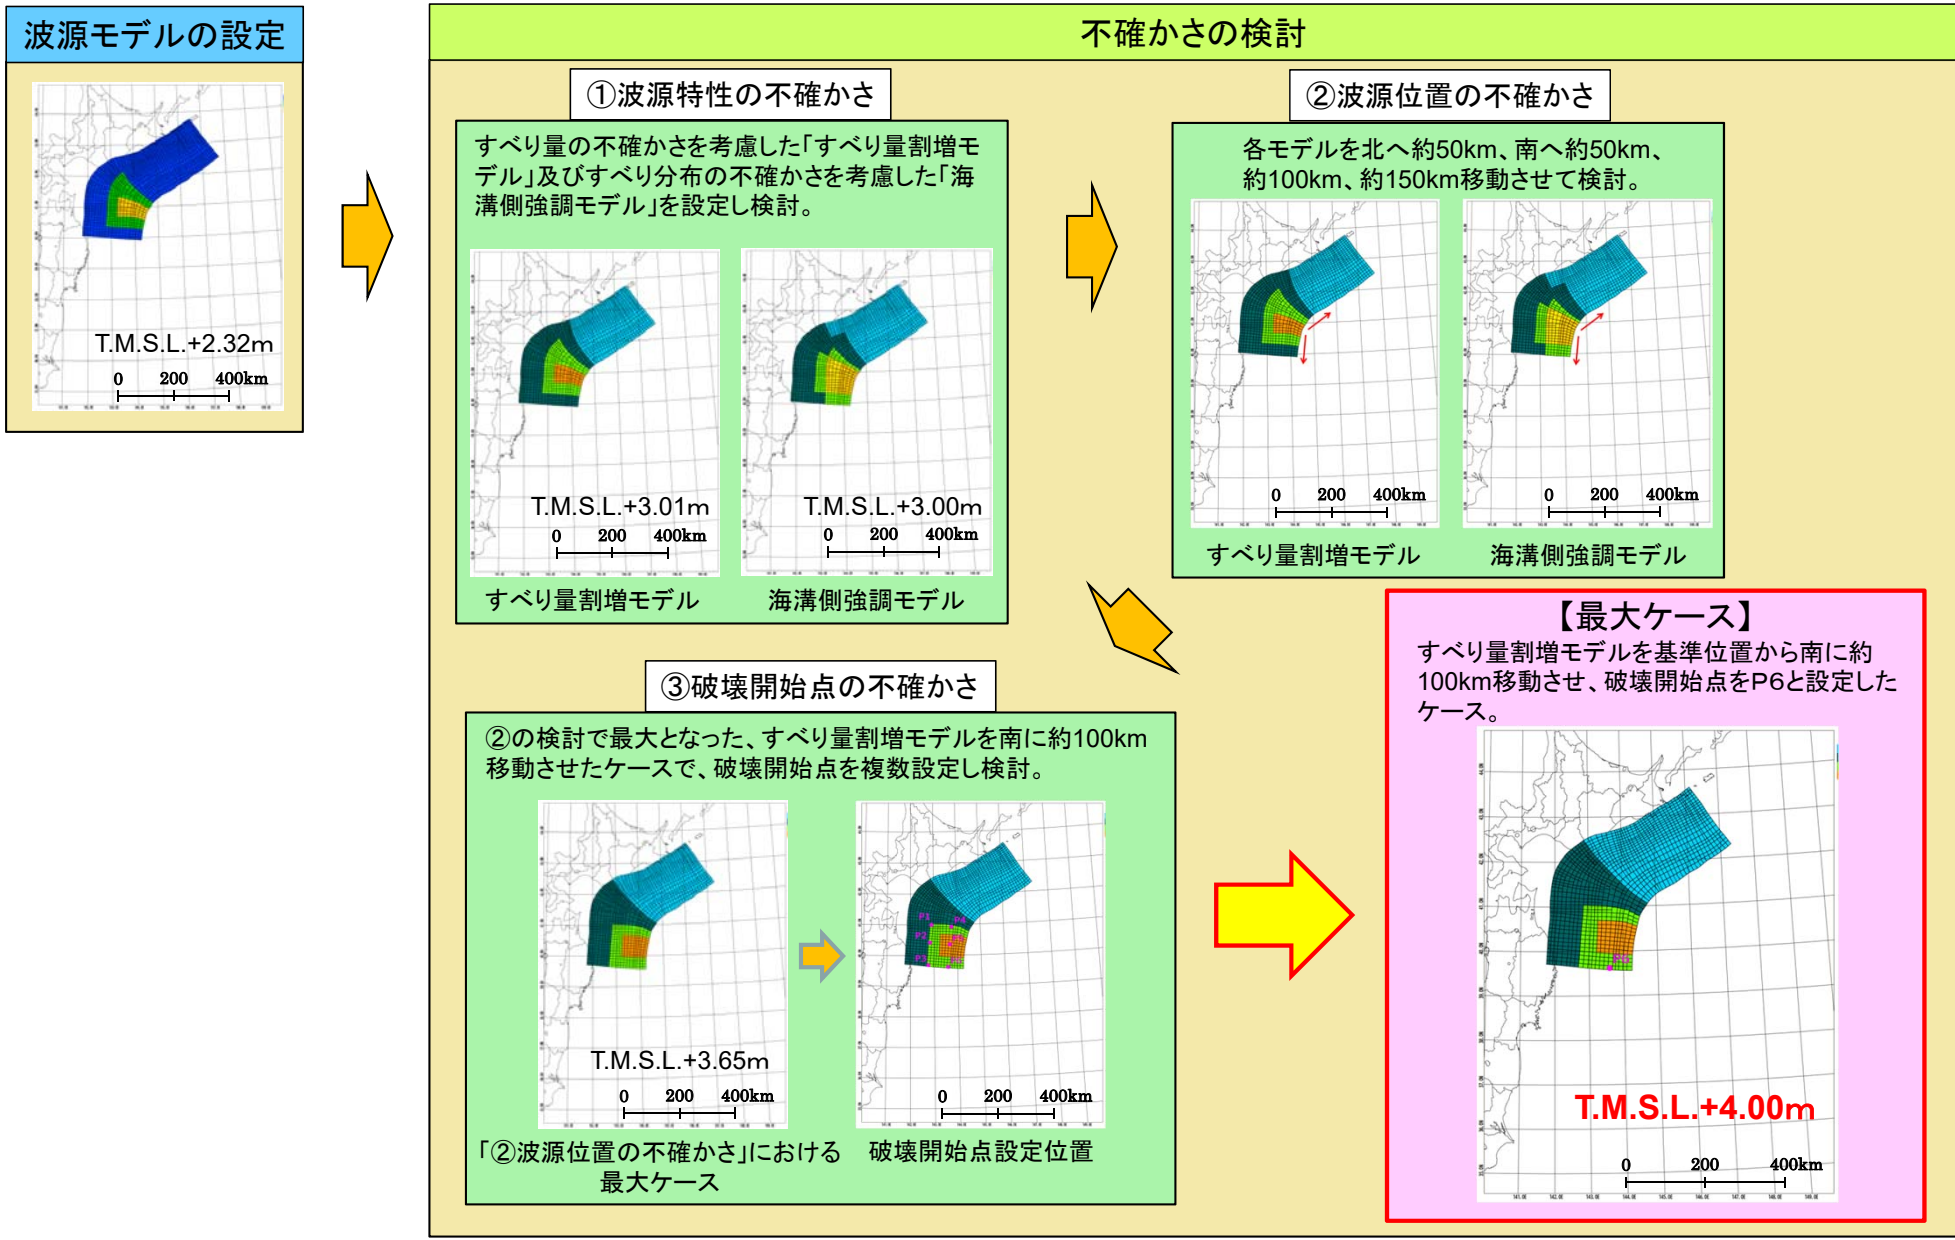 波源モデルの設定
T.M.S.L.+2.32m
0 200 400km
不確かさの検討
①波源特性の不確かさ
すべり量の不確かさを考慮した「すべり量割増モ
デル」及びすべり分布の不確かさを考慮した「海
溝側強調モデル」を設定し検討。
T.M.S.L.+3.01m
0 200 400km
すべり量割増モデル
T.M.S.L.+3.00m
0 200 400km
海溝側強調モデル
②波源位置の不確かさ
各モデルを北へ約50km、南へ約50km、
約100km、約150km移動させて検討。
0 200 400km
すべり量割増モデル
0 200 400km
海溝側強調モデル
③破壊開始点の不確かさ
②の検討で最大となった、すべり量割増モデルを南に約100km
移動させたケースで、破壊開始点を複数設定し検討。
T.M.S.L.+3.65m
0 200 400km
「②波源位置の不確かさ」における
最大ケース
P1 P4
P2
P3
0 200 400km
破壊開始点設定位置
【最大ケース】
すべり量割増モデルを基準位置から南に約
100km移動させ、破壊開始点をP6と設定した
ケース。
T.M.S.L.+4.00m
0 200 400km